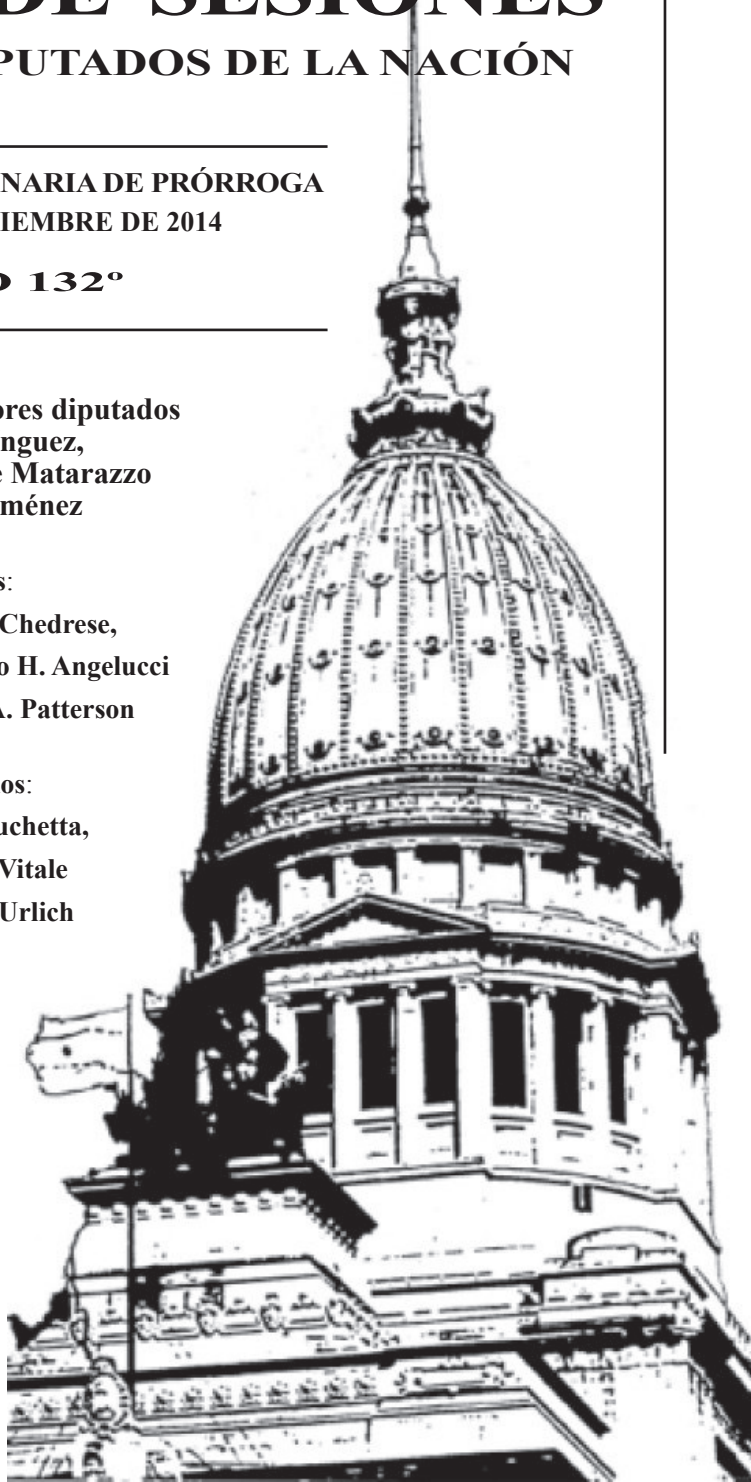 DE SESIONES
PUTADOS DE LA NACIÓN
NARIA DE PRÓRROGA
IEMBRE DE 2014
O 132º
ores diputados
nguez,
e Matarazzo
ménez
s:
Chedrese,
o H. Angelucci
A. Patterson
os:
uchetta,
Vitale
Urlich